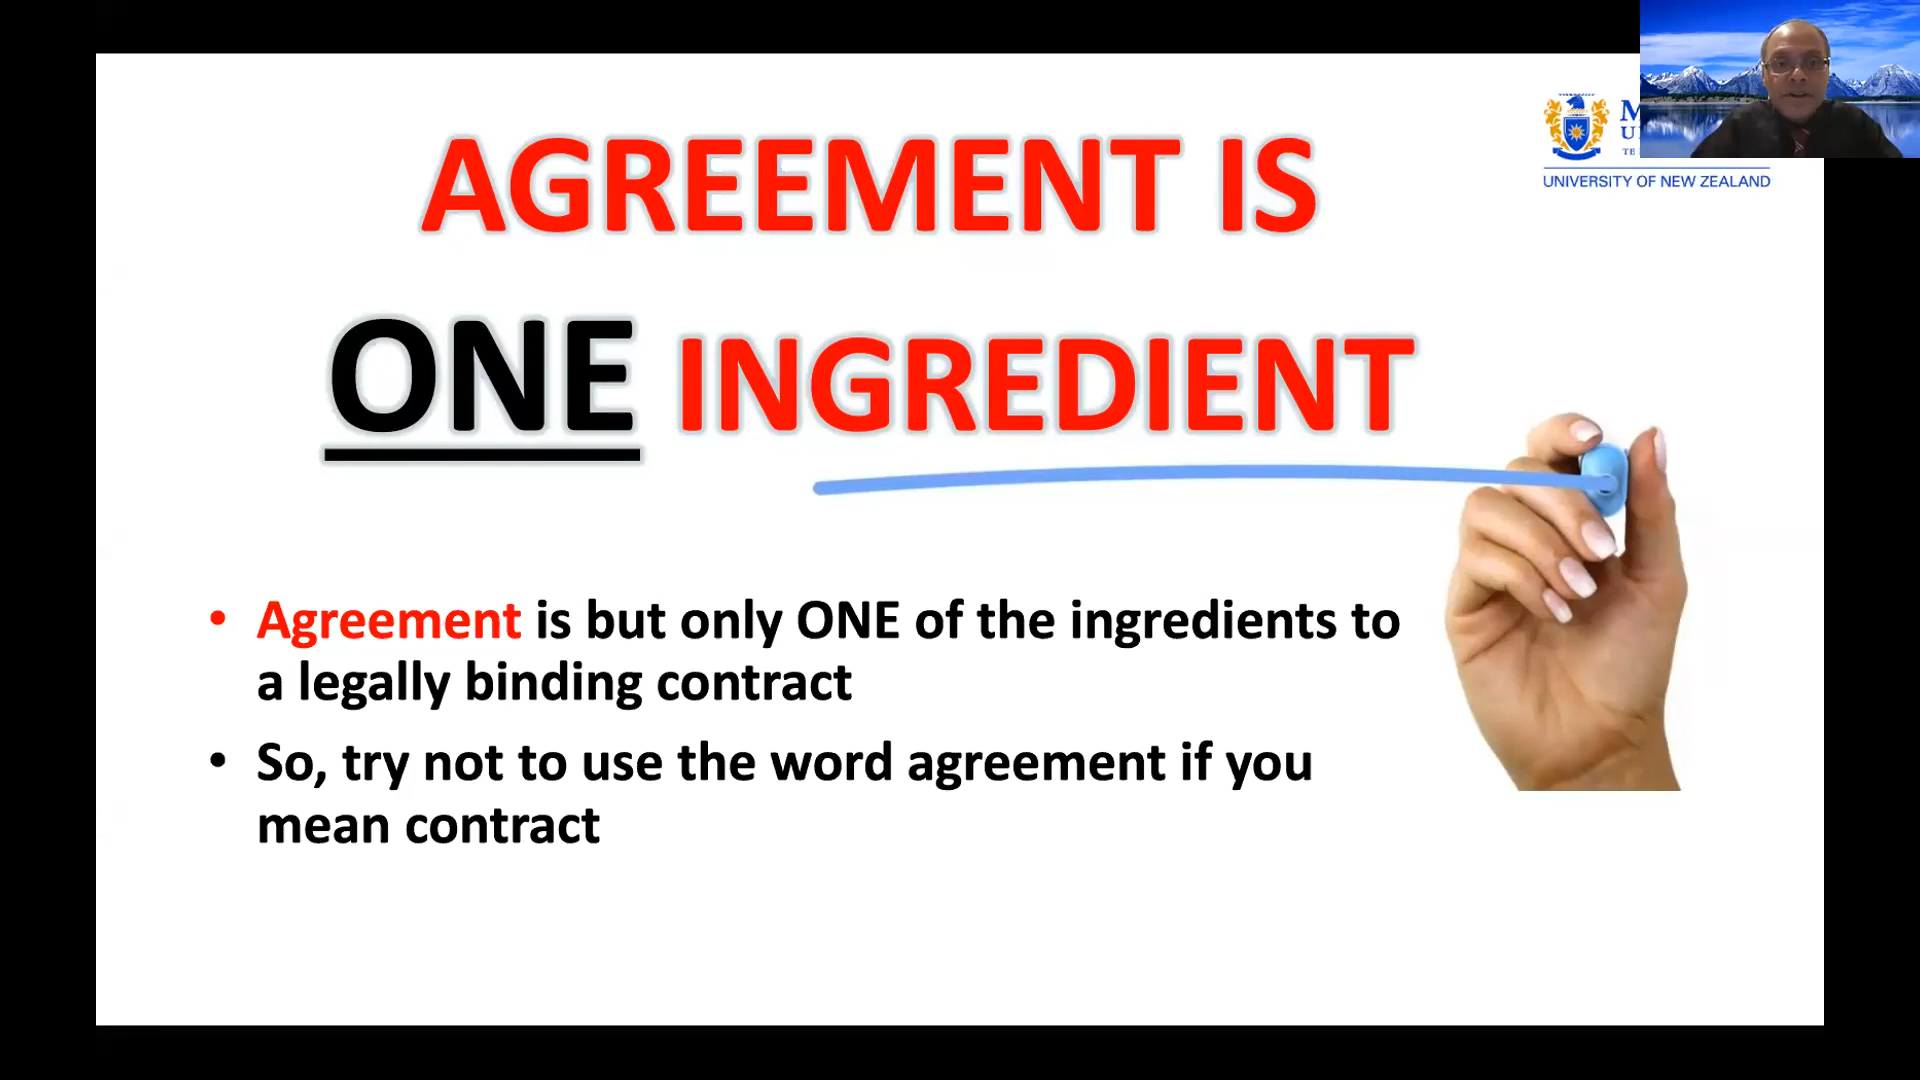 AGREEMENT IS
ONE INGREDIENT
UNIVERSITY OF NEW ZEALAND
• Agreement is but only ONE of the ingredients to
a legally binding contract
• So, try not to use the word agreement if you
mean contract